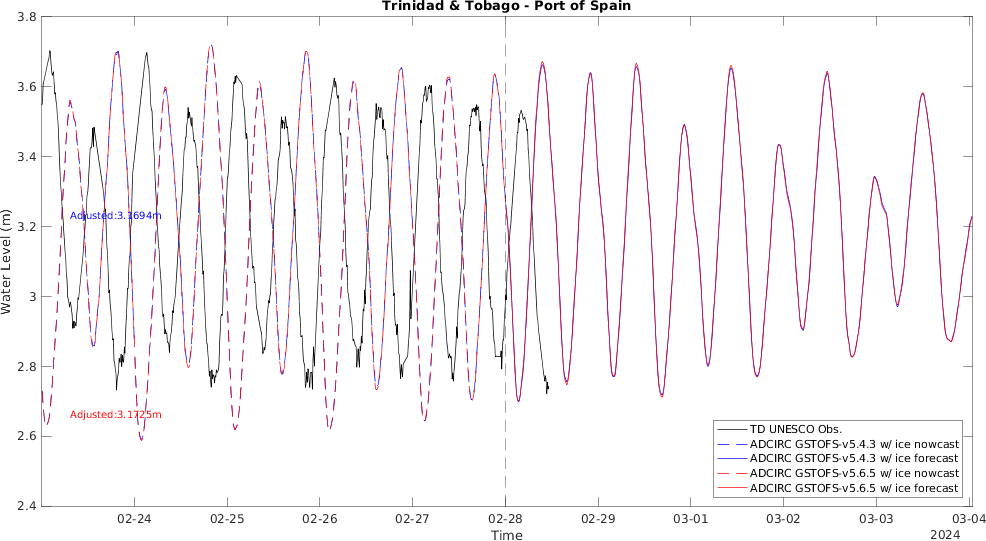 Trinidad & Tobago - Port of Spain
Water Level (m)
3.8
3.6
3.4
3.2
3
2.8
2.6
2.4
Adjusted:3.1694m
Adjusted:3.1725m
TD UNESCO Obs.
ADCIRC GSTOFS-v5.4.3 w/ ice nowcast
ADCIRC GSTOFS-v5.4.3 w/ ice forecast
ADCIRC GSTOFS-v5.6.5 w/ ice nowcast
ADCIRC GSTOFS-v5.6.5 w/ ice forecast
02-24 02-25 02-26 02-27 02-28 02-29 03-01 03-02 03-03 03-04
Time
2024